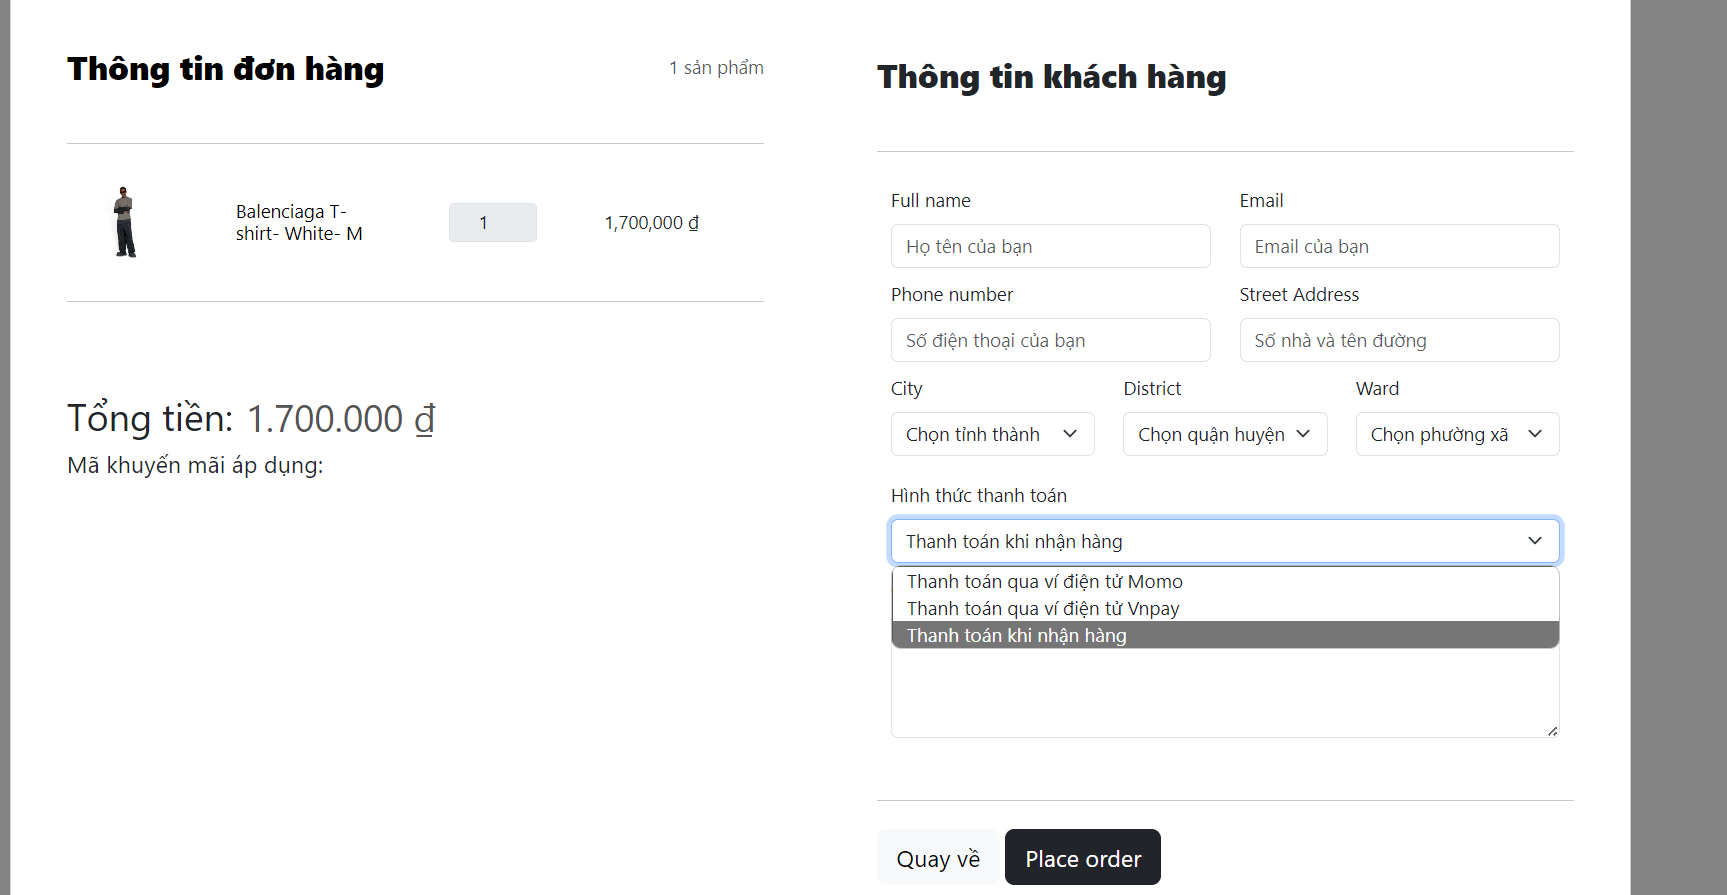 Thông tin đơn hàng
1 sản phẩm
Balenciaga T-
shirt- White- M
1
1,700,000 ₫
Tổng tiền: 1.700.000 ₫
Mã khuyến mãi áp dụng:
Thông tin khách hàng
Full name
Email
Họ tên của bạn
Email của bạn
Phone number
Street Address
Số điện thoại của bạn
Số nhà và tên đường
City
District
Ward
Chọn tỉnh thành
Chọn quận huyện
Chọn phường xã
Hình thức thanh toán
Thanh toán khi nhận hàng
Thanh toán qua ví điện tử Momo
Thanh toán qua ví điện tử Vnpay
Thanh toán khi nhận hàng
Quay về
Place order